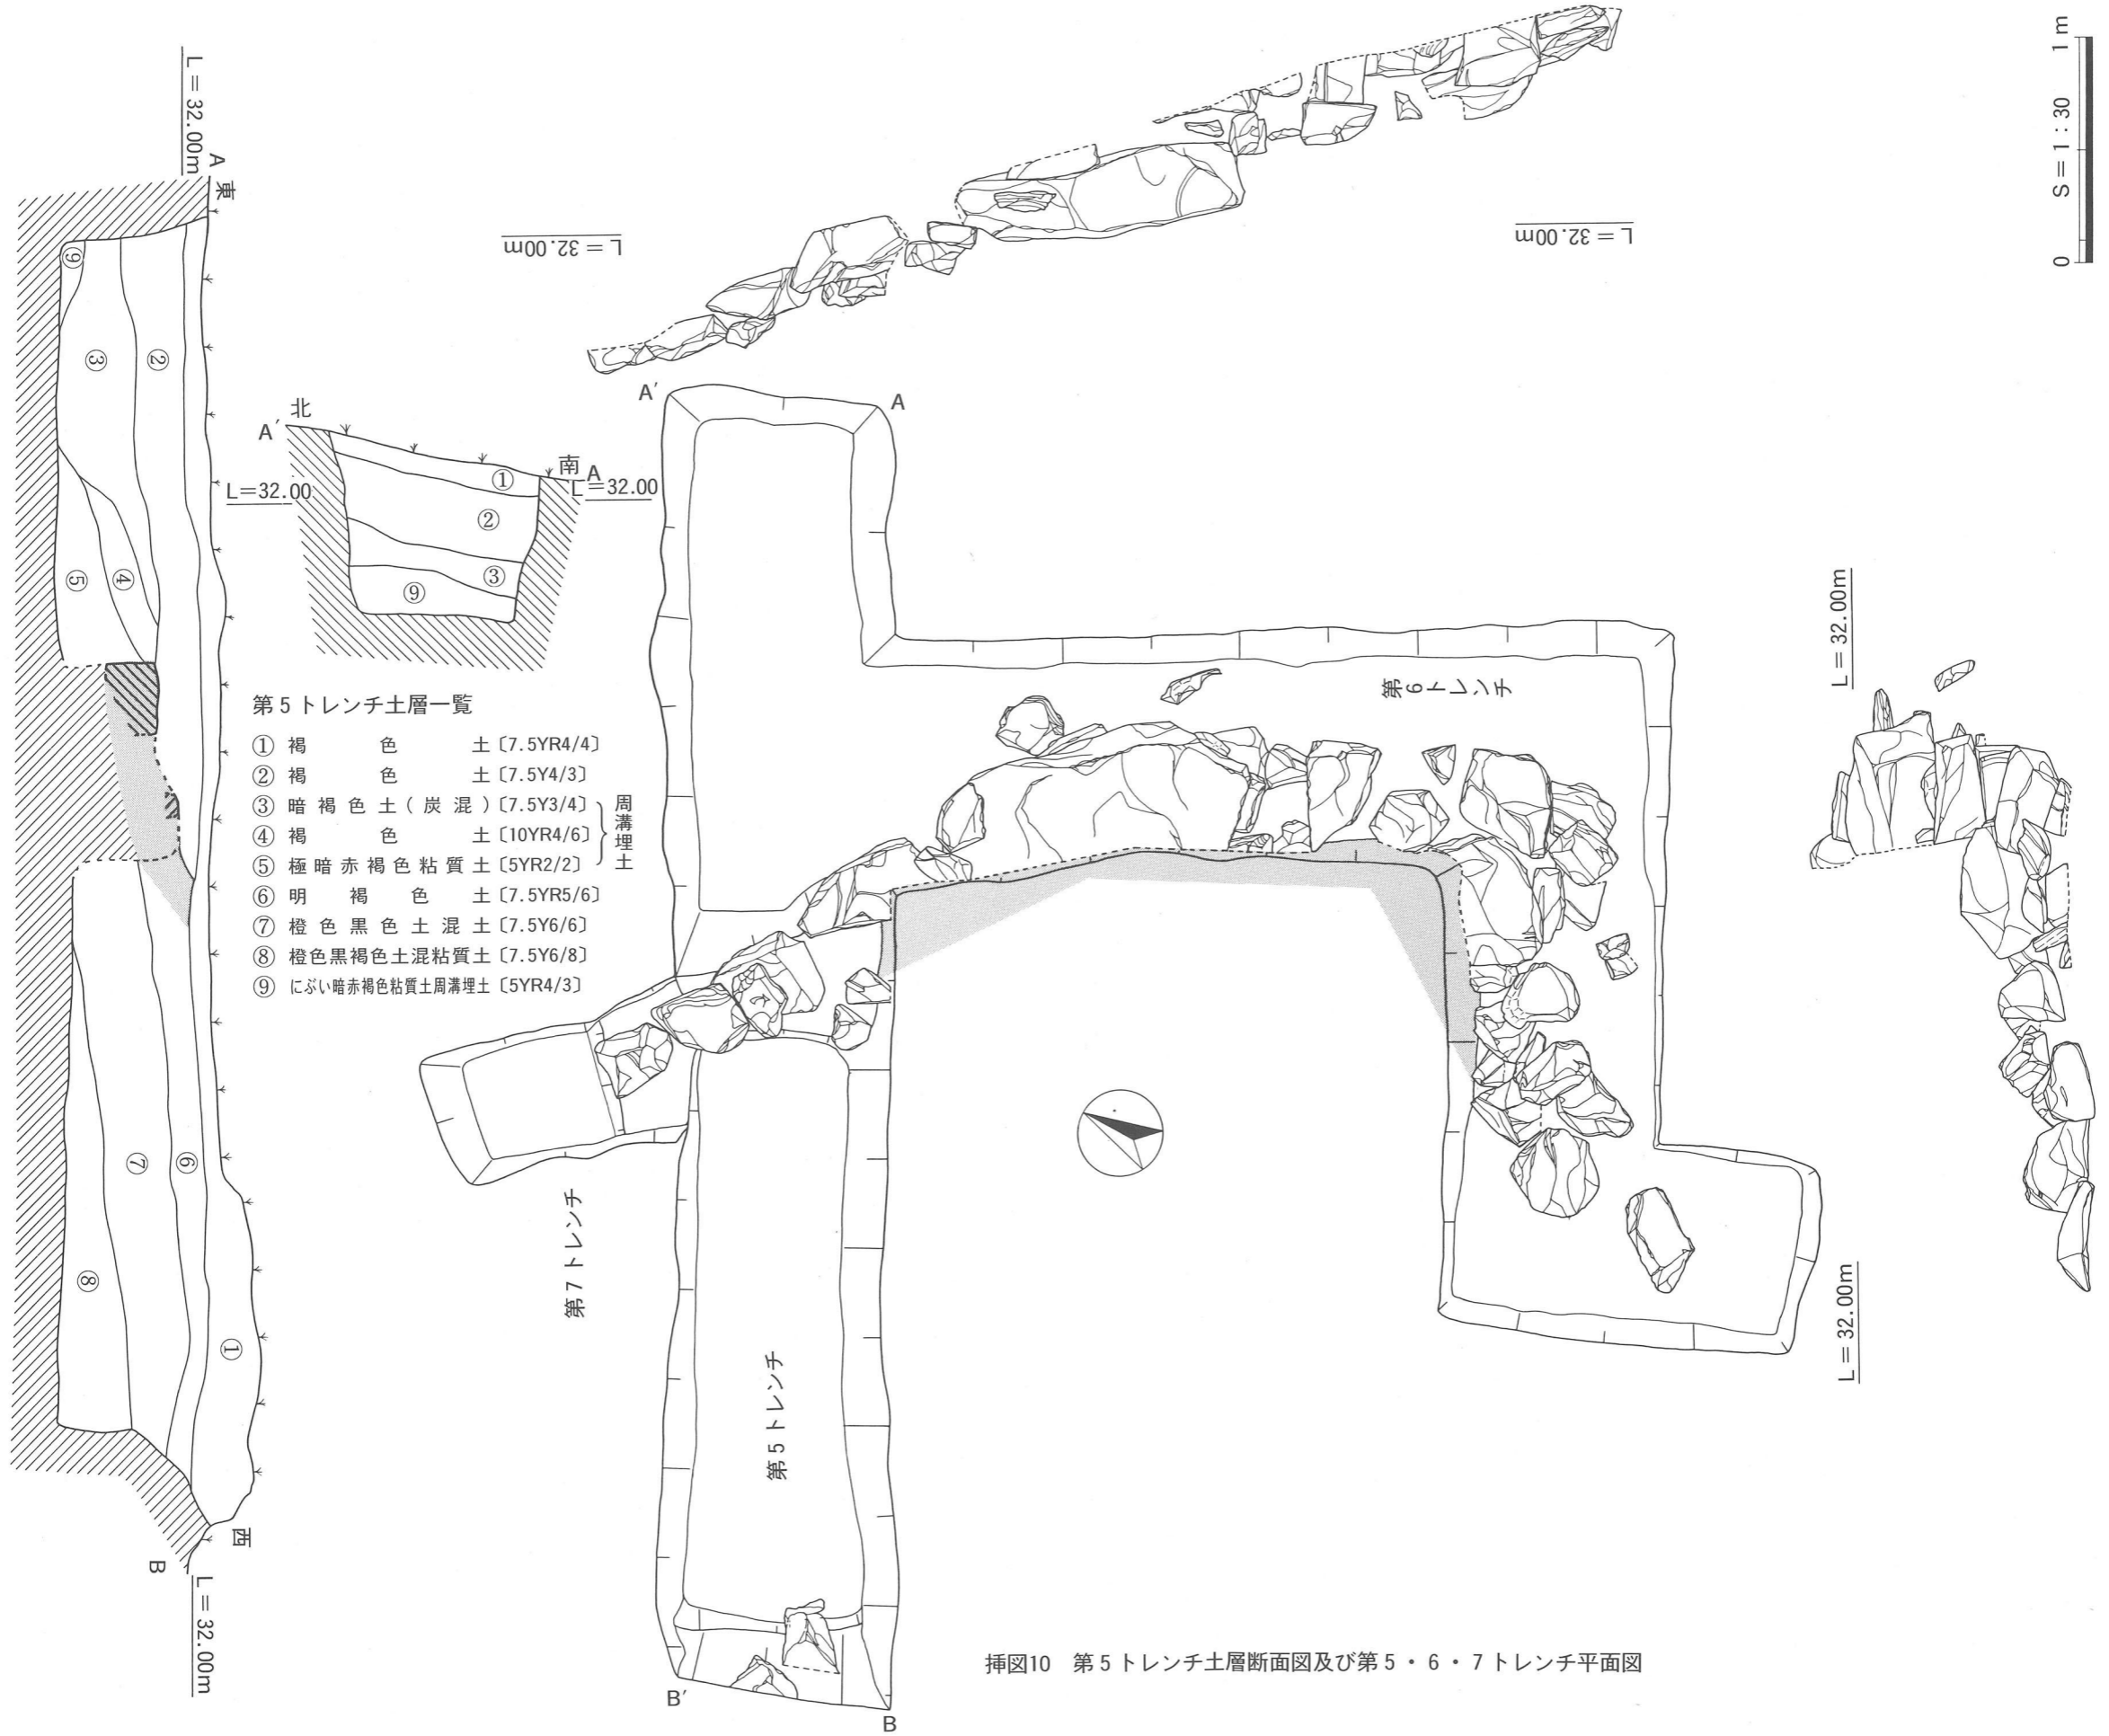 L = 32.00m
A
東
⑨
③
②
⑤
④
⑦
⑥
⑧
①
西
B
L = 32.00m
A′
北
L=32.00
南
A
L=32.00
①
②
③
⑨
第5トレンチ土層一覧
① 褐色土〔7.5YR4/4〕
② 褐色土〔7.5Y4/3〕
③ 暗褐色土(炭混)〔7.5Y3/4〕
④ 褐色土〔10YR4/6〕
⑤ 極暗赤褐色粘質土〔5YR2/2〕
周溝埋土
⑥ 明褐色土〔7.5YR5/6〕
⑦ 橙色黒色土混土〔7.5Y6/6〕
⑧ 橙色黒褐色土混粘質土〔7.5Y6/8〕
⑨ にぶい暗赤褐色粘質土周溝埋土〔5YR4/3〕
L = 32.00m
L = 32.00m
0 S = 1 : 30 1 m
A′
A
第6トレンチ
第7トレンチ
第5トレンチ
B′
B
L = 32.00m
L = 32.00m
挿図10 第5トレンチ土層断面図及び第5・6・7トレンチ平面図